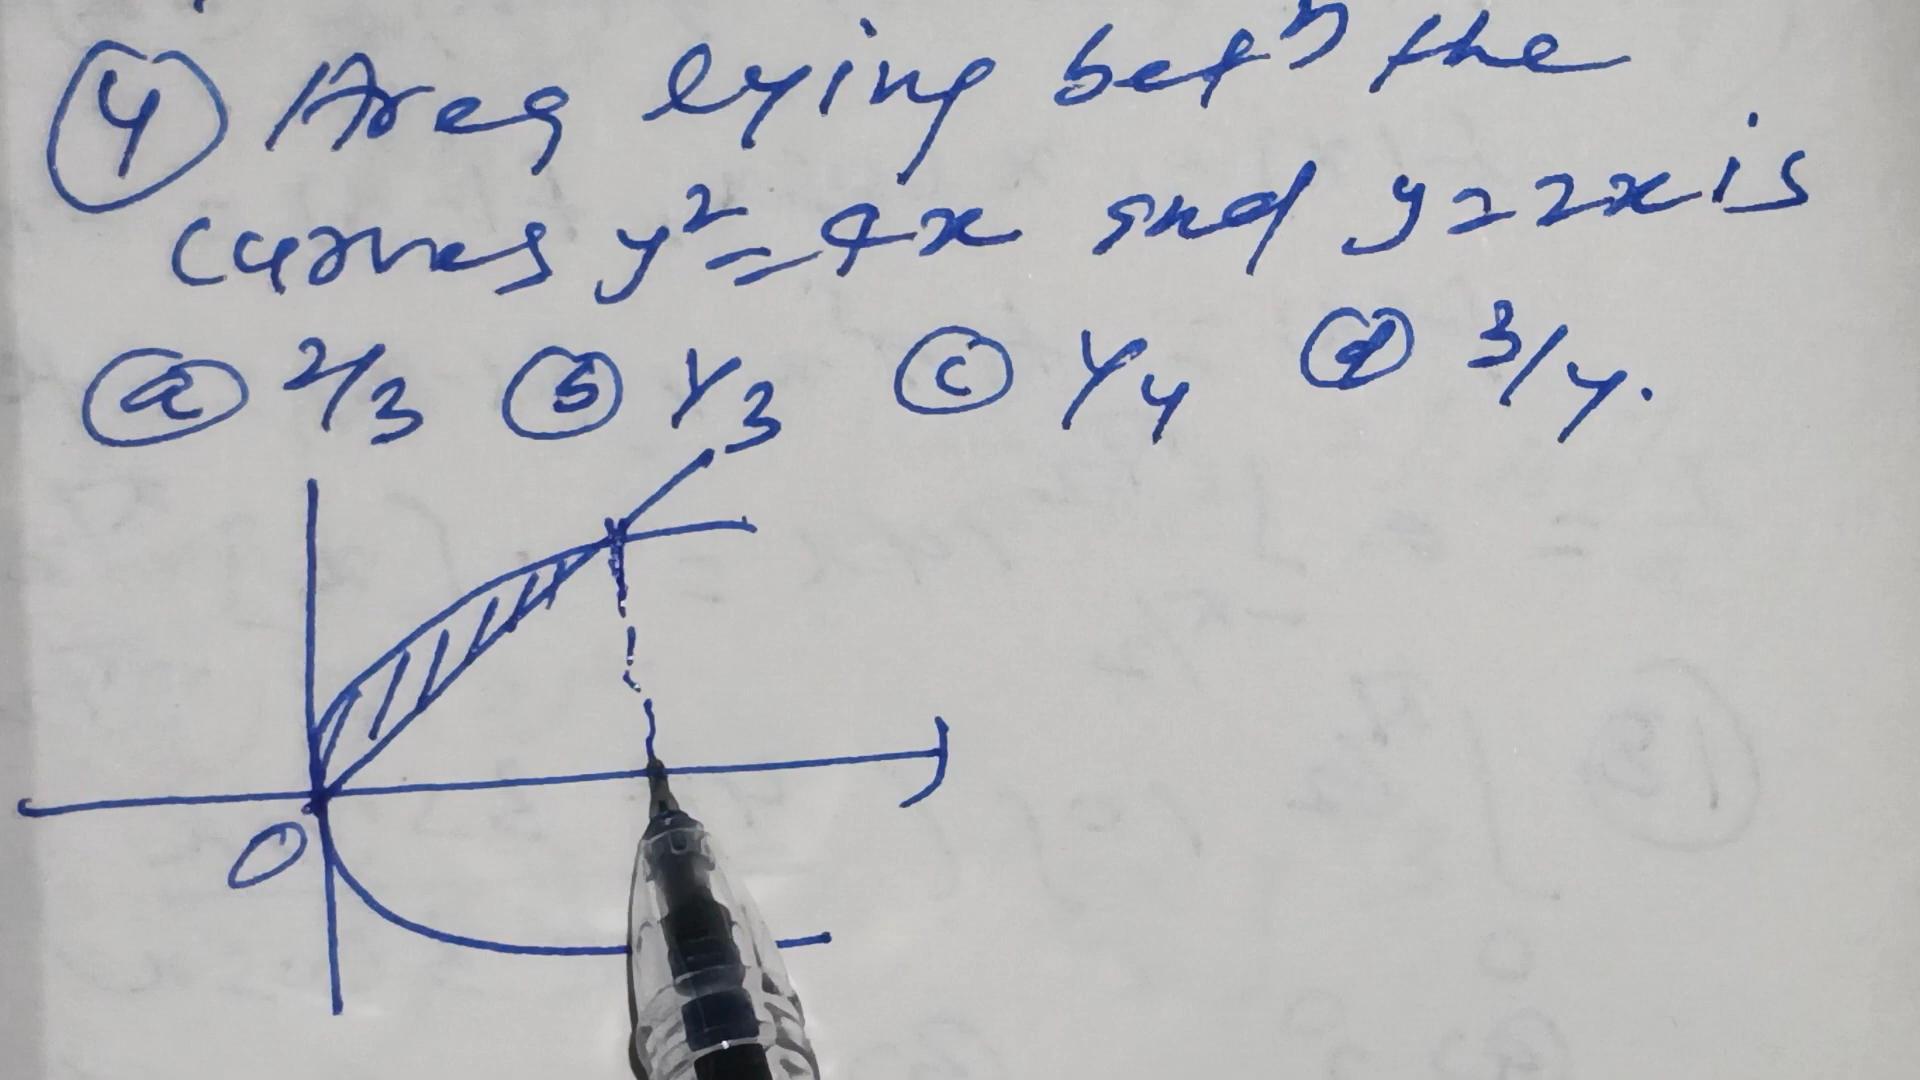 ④ Area lying betⁿ the
curves y² = 4x and y = 2x is
ⓐ 2/3 ⓑ 1/3 ⓒ 1/4 ⓓ 3/4.
O